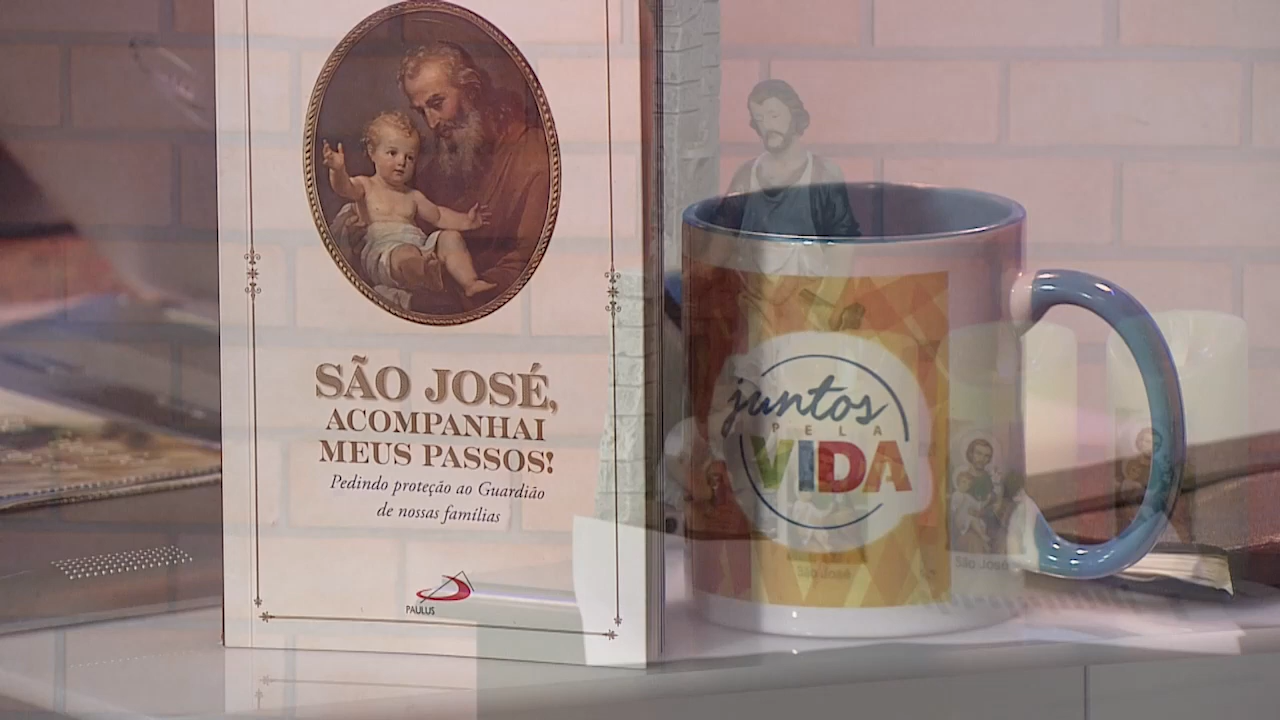 SÃO JOSÉ,
ACOMPANHAI
MEUS PASSOS!
Pedindo proteção ao Guardião
de nossas famílias
PAULUS
juntos
PELA
VIDA
São José
São José